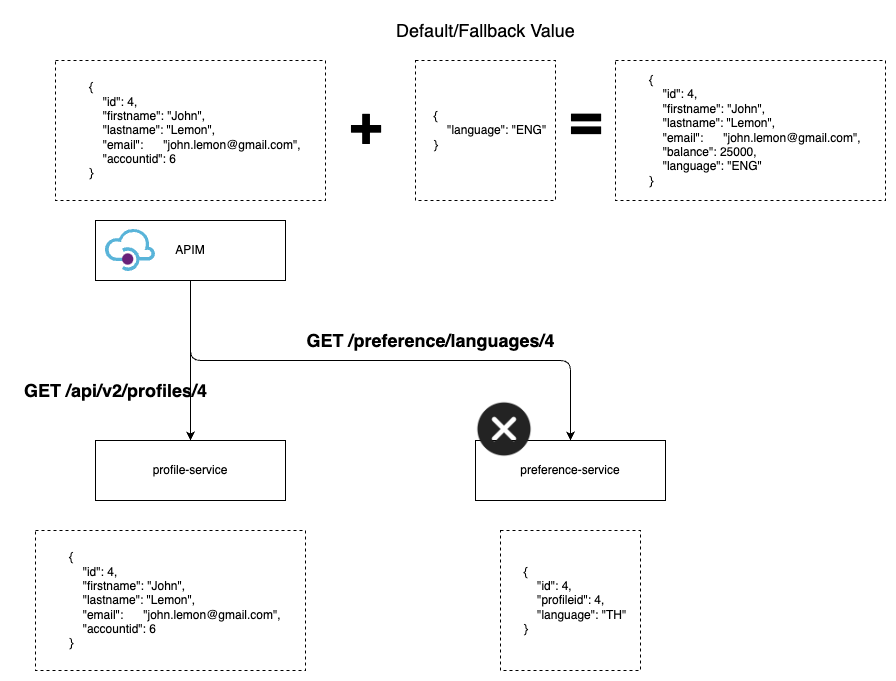 Default/Fallback Value
{
"id": 4,
"firstname": "John",
"lastname": "Lemon",
"email": "john.lemon@gmail.com",
"accountid": 6
}
{
"language": "ENG"
}
{
"id": 4,
"firstname": "John",
"lastname": "Lemon",
"email": "john.lemon@gmail.com",
"balance": 25000,
"language": "ENG"
}
APIM
GET /preference/languages/4
GET /api/v2/profiles/4
profile-service
preference-service
{
"id": 4,
"firstname": "John",
"lastname": "Lemon",
"email": "john.lemon@gmail.com",
"accountid": 6
}
{
"id": 4,
"profileid": 4,
"language": "TH"
}